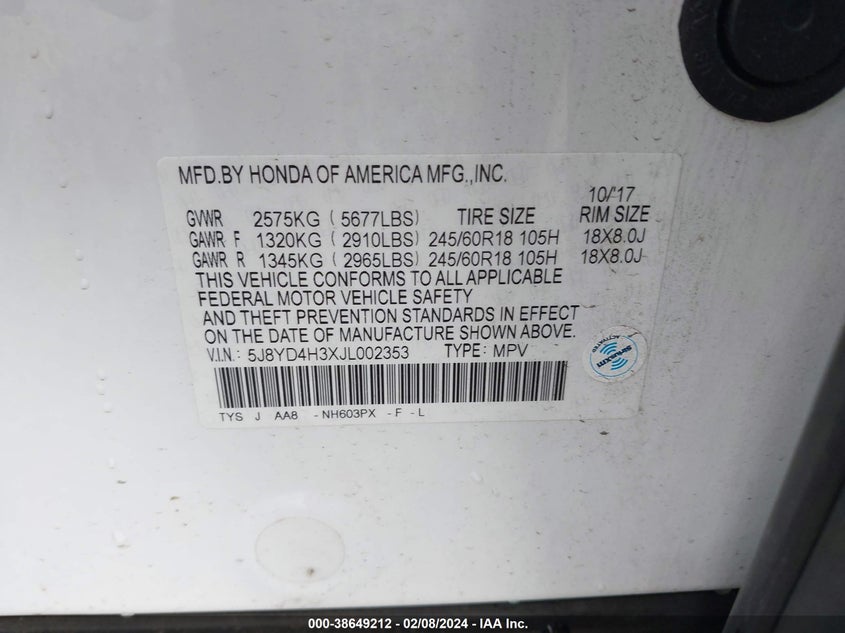 MFD.BY HONDA OF AMERICA MFG.,INC.
10/'17
GVWR 2575KG ( 5677LBS) TIRE SIZE RIM SIZE
GAWR F 1320KG ( 2910LBS) 245/60R18 105H 18X8.0J
GAWR R 1345KG ( 2965LBS) 245/60R18 105H 18X8.0J
THIS VEHICLE CONFORMS TO ALL APPLICABLE
FEDERAL MOTOR VEHICLE SAFETY
AND THEFT PREVENTION STANDARDS IN EFFECT
ON THE DATE OF MANUFACTURE SHOWN ABOVE.
V.I.N.: 5J8YD4H3XJL002353 TYPE: MPV
ACTIVATED
siriusxm
TYS J AA8 -NH603PX -F -L
000-38649212 - 02/08/2024 - IAA Inc.